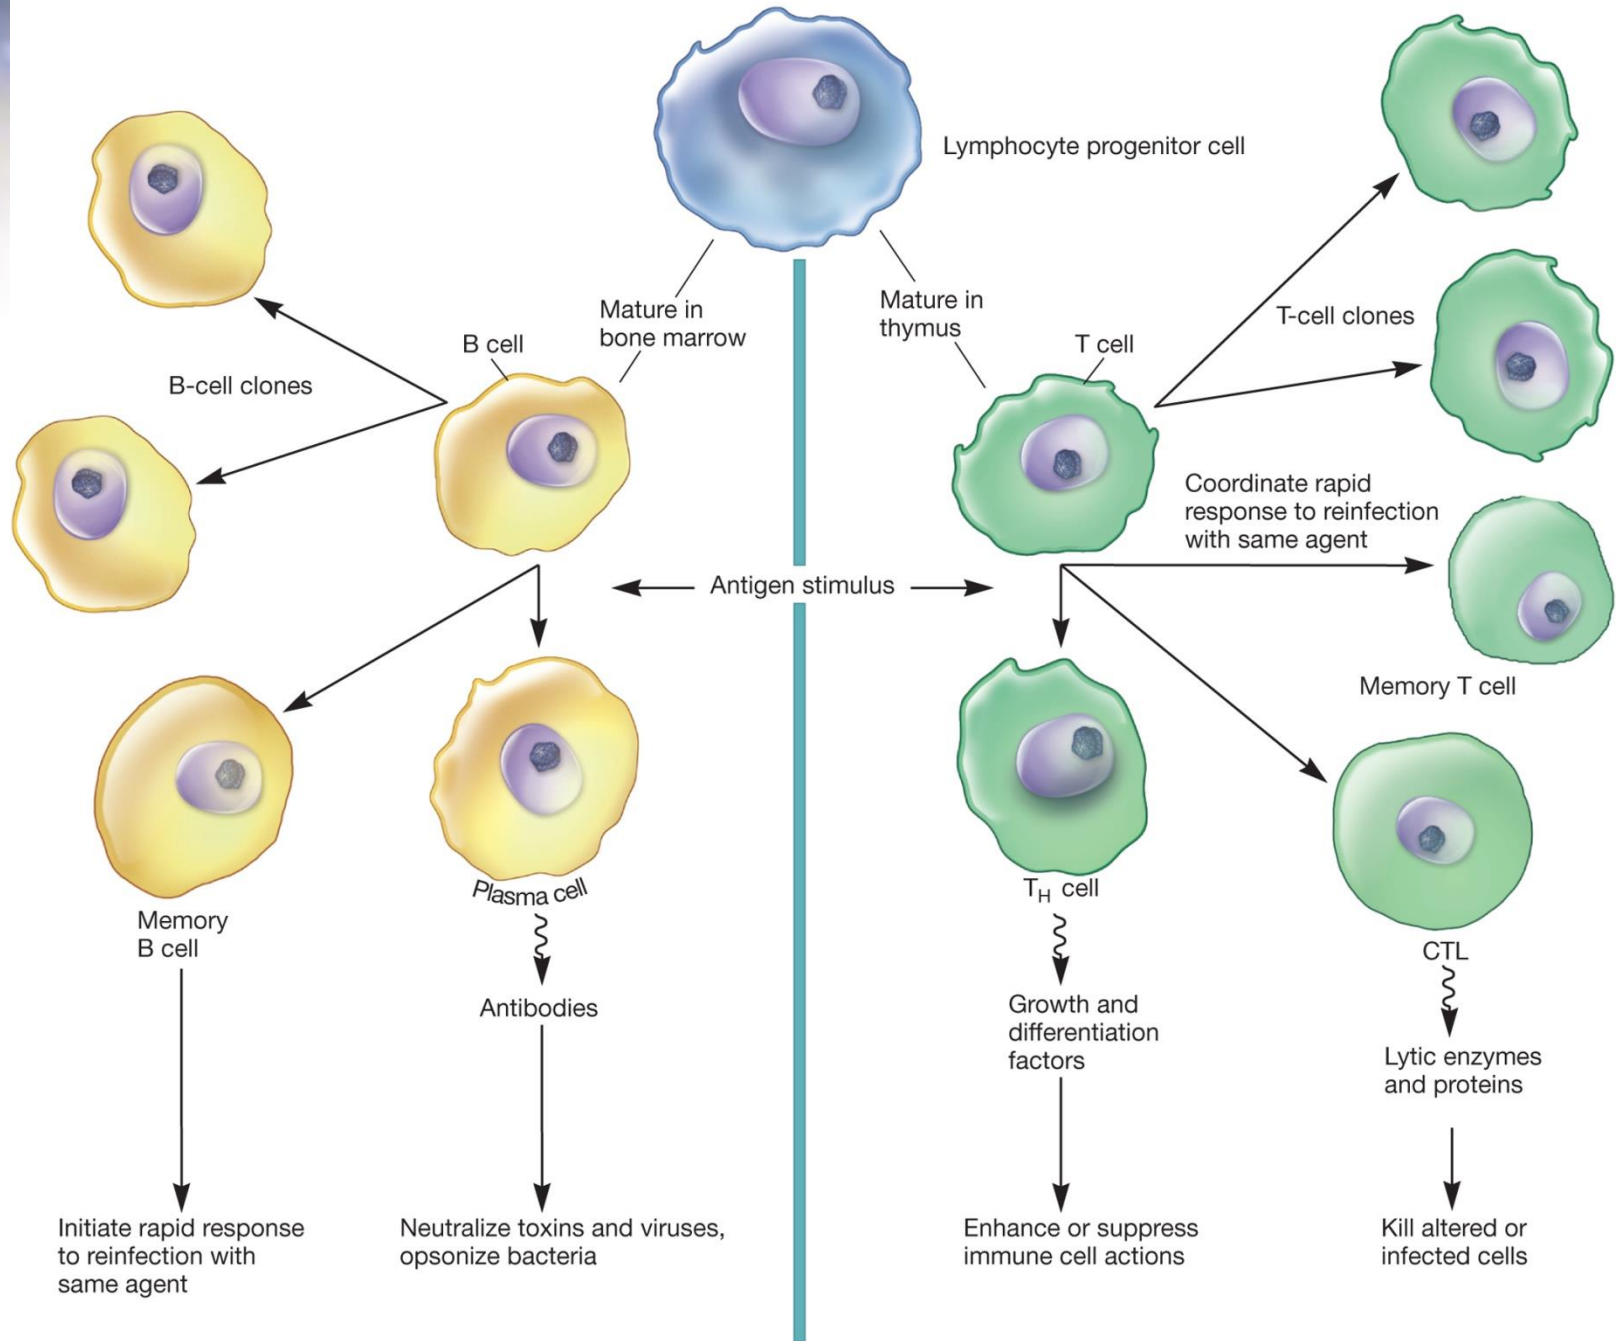 Lymphocyte progenitor cell
Mature in
bone marrow
Mature in
thymus
B cell
B-cell clones
T cell
T-cell clones
Coordinate rapid
response to reinfection
with same agent
Antigen stimulus
Memory T cell
Memory
B cell
Plasma cell
TH cell
CTL
Antibodies
Growth and
differentiation
factors
Lytic enzymes
and proteins
Initiate rapid response
to reinfection with
same agent
Neutralize toxins and viruses,
opsonize bacteria
Enhance or suppress
immune cell actions
Kill altered or
infected cells